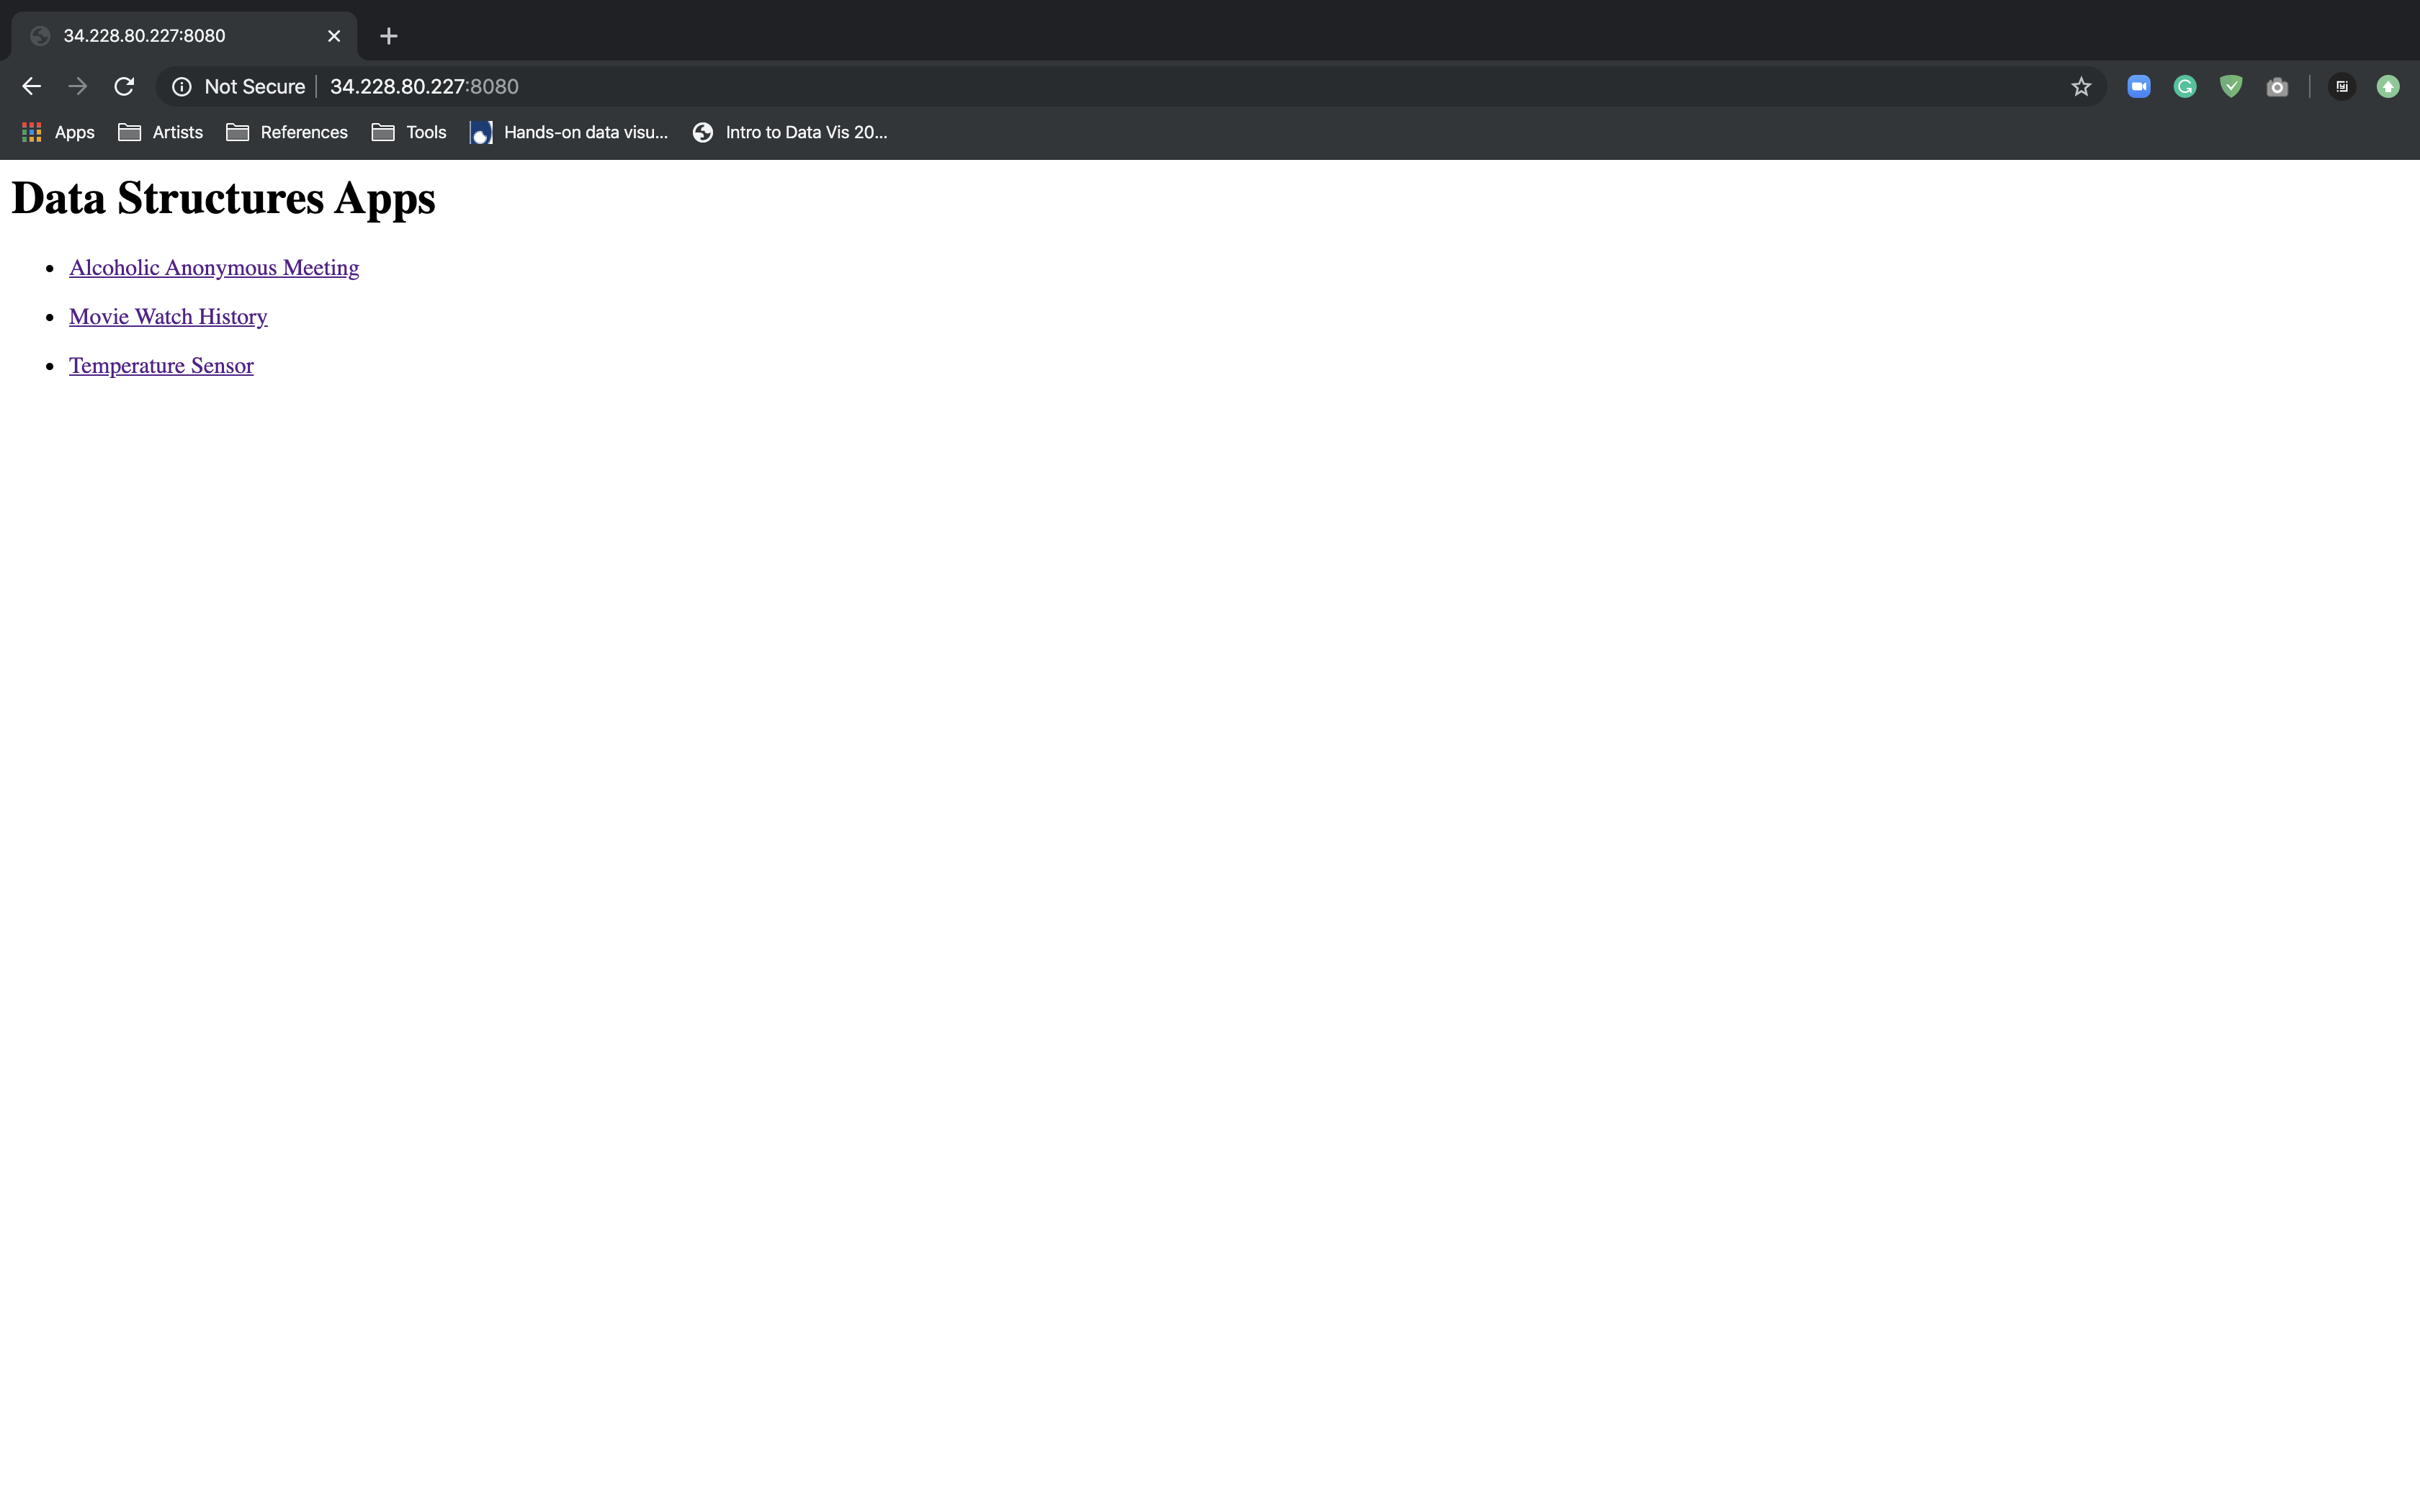 34.228.80.227:8080
Not Secure 34.228.80.227:8080
Apps Artists References Tools Hands-on data visu... Intro to Data Vis 20...
Data Structures Apps
Alcoholic Anonymous Meeting
Movie Watch History
Temperature Sensor